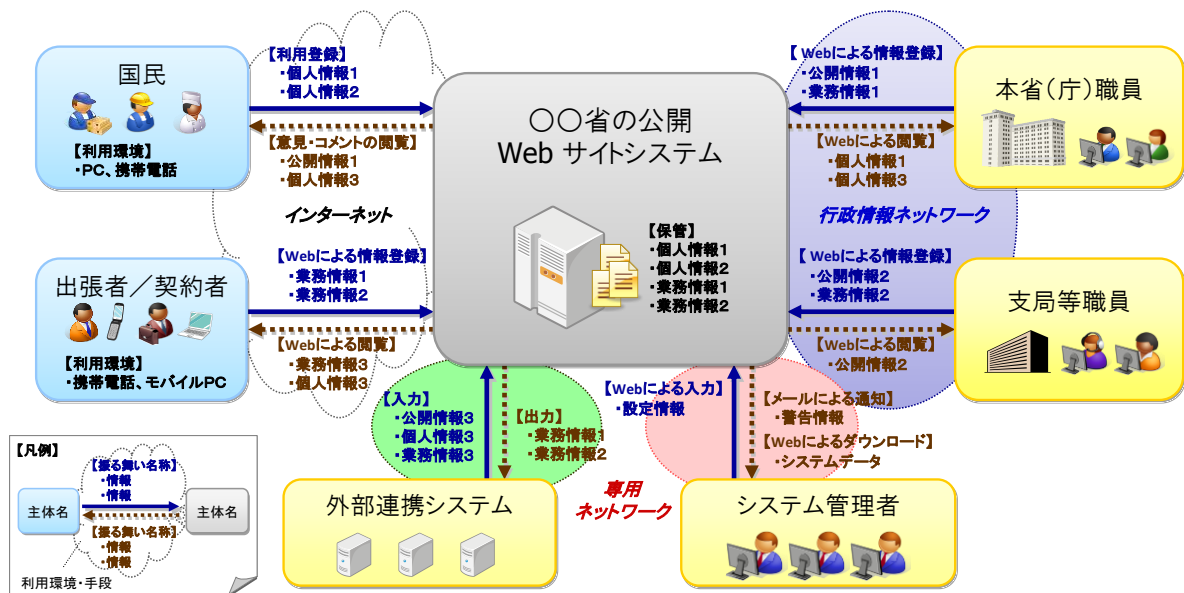 国民
【利用環境】
・PC、携帯電話
【利用登録】
・個人情報1
・個人情報2
【意見・コメントの閲覧】
・公開情報1
・個人情報3
インターネット
出張者／契約者
【利用環境】
・携帯電話、モバイルPC
【Webによる情報登録】
・業務情報1
・業務情報2
【Webによる閲覧】
・業務情報3
・個人情報3
〇〇省の公開
Web サイトシステム
【保管】
・個人情報1
・個人情報2
・業務情報1
・業務情報2
【 Webによる情報登録】
・公開情報1
・業務情報1
【Webによる閲覧】
・個人情報1
・個人情報3
行政情報ネットワーク
本省（庁）職員
【 Webによる情報登録】
・公開情報2
・業務情報2
【Webによる閲覧】
・公開情報2
支局等職員
【入力】
・公開情報3
・個人情報3
・業務情報3
【出力】
・業務情報1
・業務情報2
外部連携システム
専用
ネットワーク
【Webによる入力】
・設定情報
【メールによる通知】
・警告情報
【Webによるダウンロード】
・システムデータ
システム管理者
【凡例】
【振る舞い名称】
・情報
・情報
主体名
主体名
【振る舞い名称】
・情報
・情報
利用環境・手段